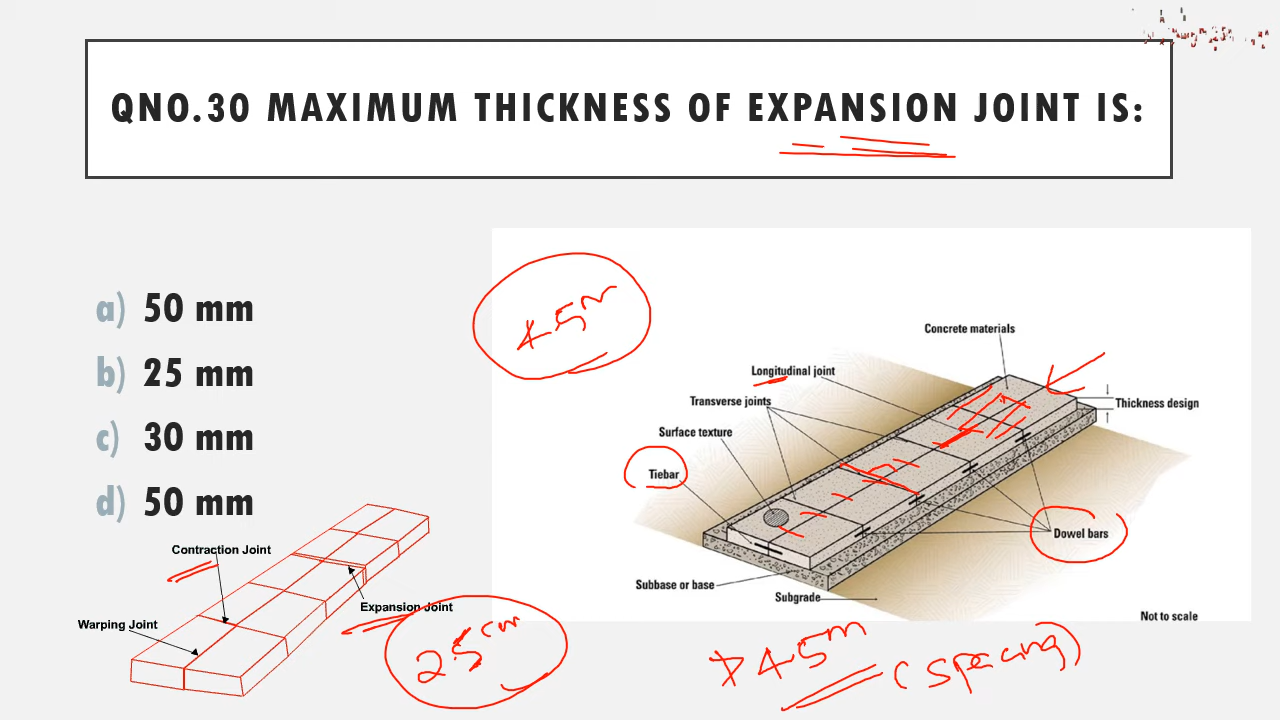 QNO.30 MAXIMUM THICKNESS OF EXPANSION JOINT IS:
a) 50 mm
b) 25 mm
c) 30 mm
d) 50 mm
4.5m
Concrete materials
Longitudinal joint
Transverse joints
Thickness design
Surface texture
Tiebar
Dowel bars
Subbase or base
Subgrade
Not to scale
Contraction Joint
Expansion Joint
Warping Joint
2.5cm
4.5m (spacing)